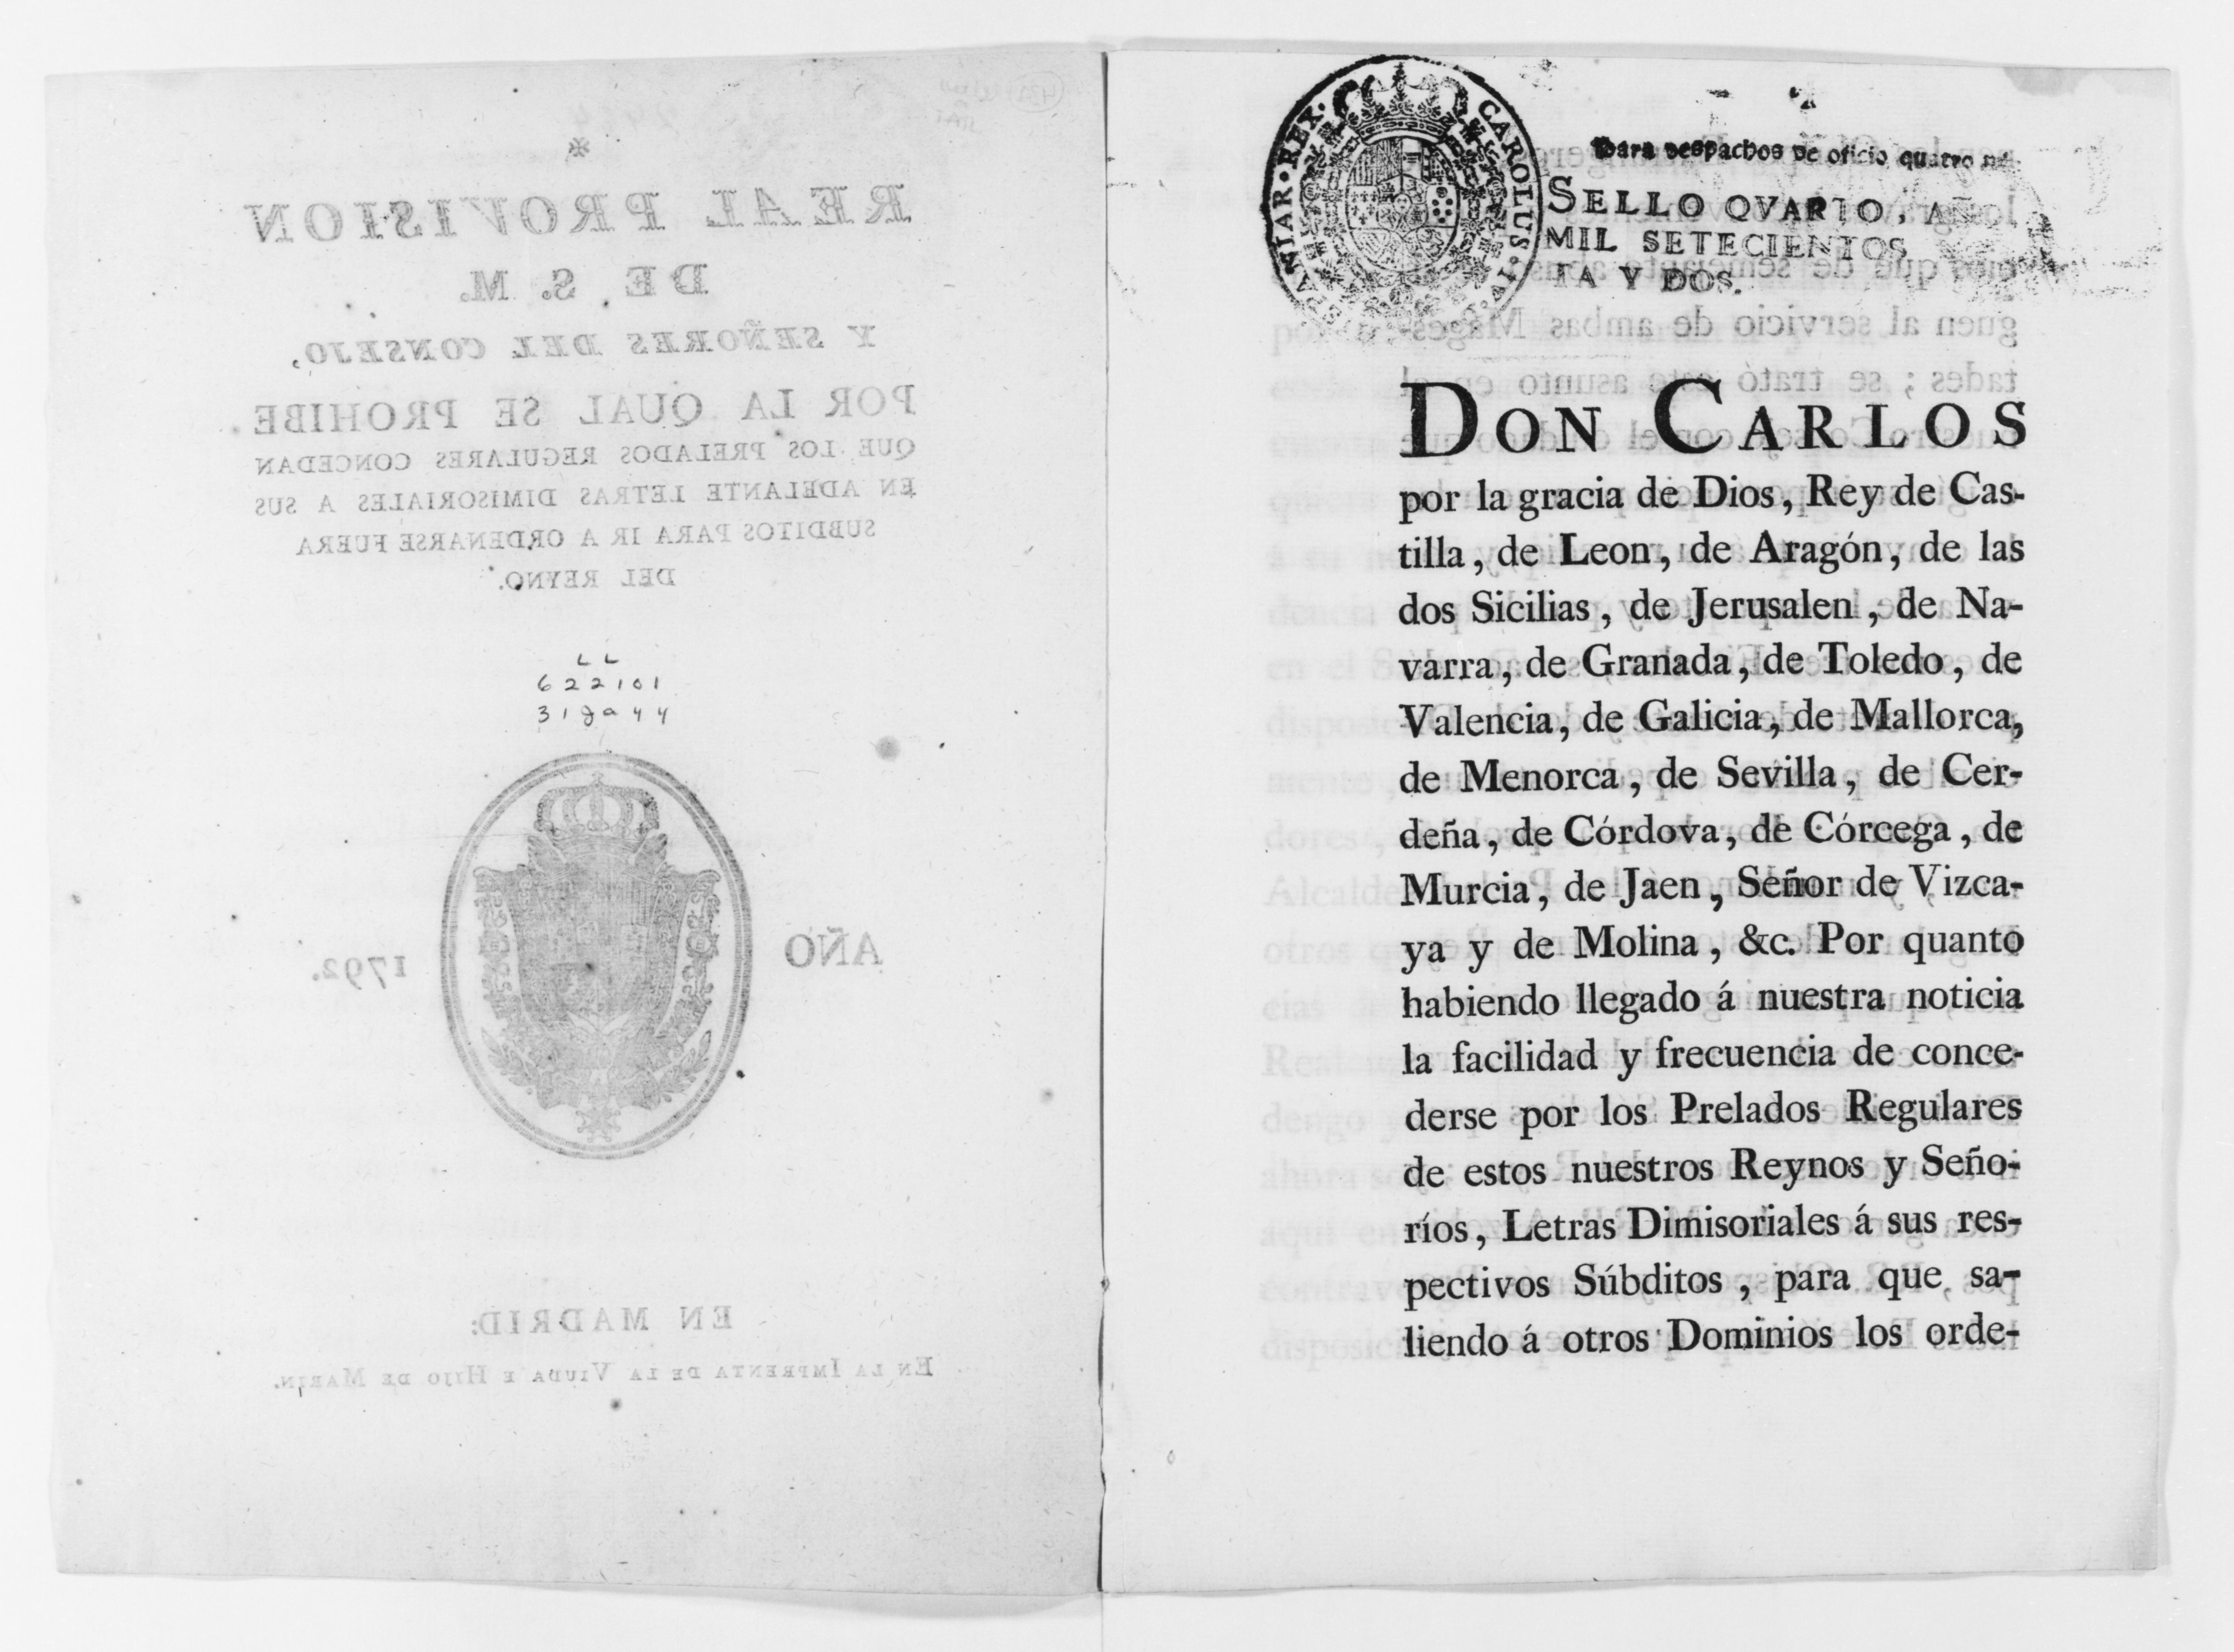 ✠
REAL PROVISION
DE S. M.
Y SEÑORES DEL CONSEJO,
POR LA QUAL SE PROHIBE
QUE LOS PRELADOS REGULARES CONCEDAN
EN ADELANTE LETRAS DIMISORIALES A SUS
SUBDITOS PARA IR A ORDENARSE FUERA
DEL REYNO.
LL
622101
31ja44
AÑO 1792.
EN MADRID:
EN LA IMPRENTA DE LA VIUDA E HIJO DE MARIN.
CAROLUS IV HISPANIAR REX
Para despachos de oficio quatro
SELLO QVARTO, AÑO
MIL SETECIENTOS
TA Y DOS.
DON CARLOS
por la gracia de Dios, Rey de Cas-
tilla, de Leon, de Aragón, de las
dos Sicilias, de Jerusalen, de Na-
varra, de Granada, de Toledo, de
Valencia, de Galicia, de Mallorca,
de Menorca, de Sevilla, de Cer-
deña, de Córdova, de Córcega, de
Murcia, de Jaen, Señor de Vizca-
ya y de Molina, &c. Por quanto
habiendo llegado á nuestra noticia
la facilidad y frecuencia de conce-
derse por los Prelados Regulares
de estos nuestros Reynos y Seño-
ríos, Letras Dimisoriales á sus res-
pectivos Súbditos, para que sa-
liendo á otros Dominios los orde-